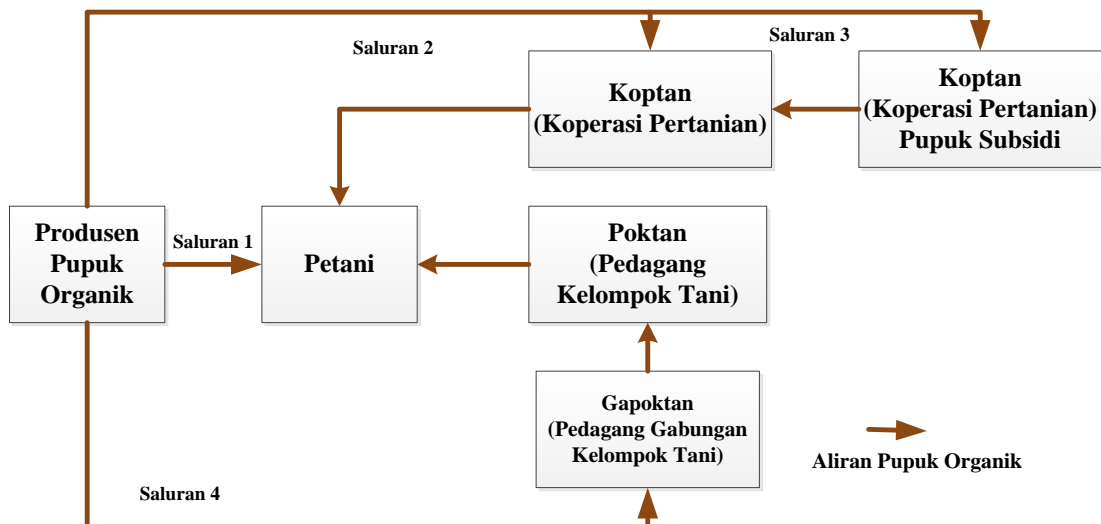 Saluran 2
Saluran 3
Koptan
(Koperasi Pertanian)
Koptan
(Koperasi Pertanian)
Pupuk Subsidi
Produsen
Pupuk
Organik
Saluran 1
Petani
Poktan
(Pedagang
Kelompok Tani)
Gapoktan
(Pedagang Gabungan
Kelompok Tani)
Aliran Pupuk Organik
Saluran 4